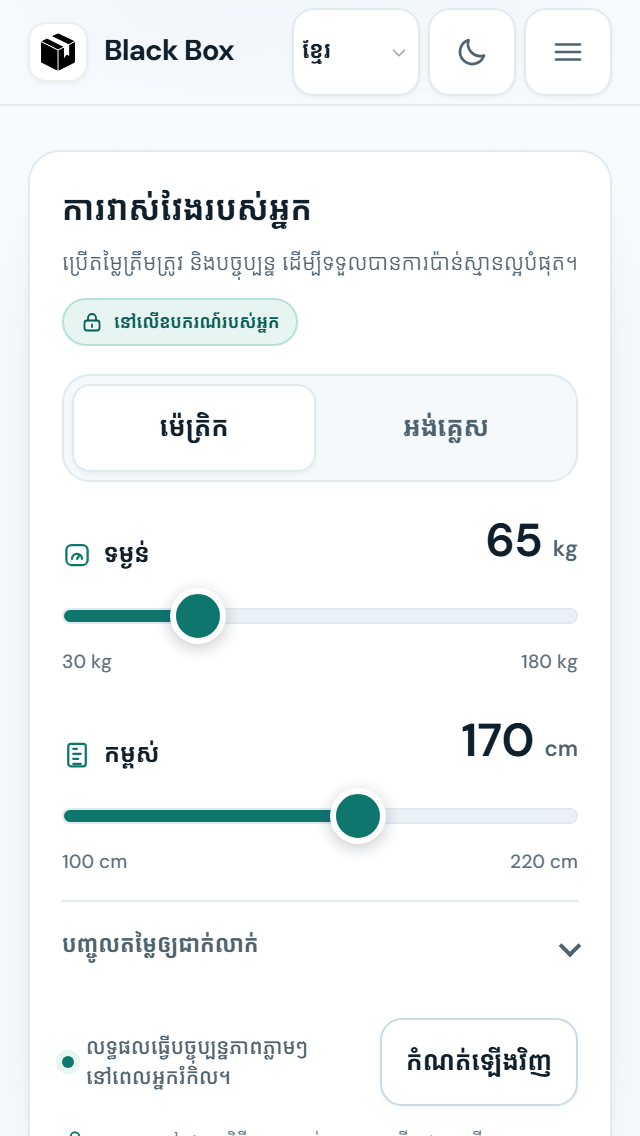 Black Box
ខ្មែរ
ការវាស់វែងរបស់អ្នក
ប្រើតម្លៃត្រឹមត្រូវ និងបច្ចុប្បន្ន ដើម្បីទទួលបានការប៉ាន់ស្មានល្អបំផុត។
នៅលើឧបករណ៍របស់អ្នក
ម៉េត្រិក
អង់គ្លេស
ទម្ងន់
65 kg
30 kg
180 kg
កម្ពស់
170 cm
100 cm
220 cm
បញ្ចូលតម្លៃឲ្យជាក់លាក់
លទ្ធផលធ្វើបច្ចុប្បន្នភាពភ្លាមៗ
នៅពេលអ្នករំកិល។
កំណត់ឡើងវិញ